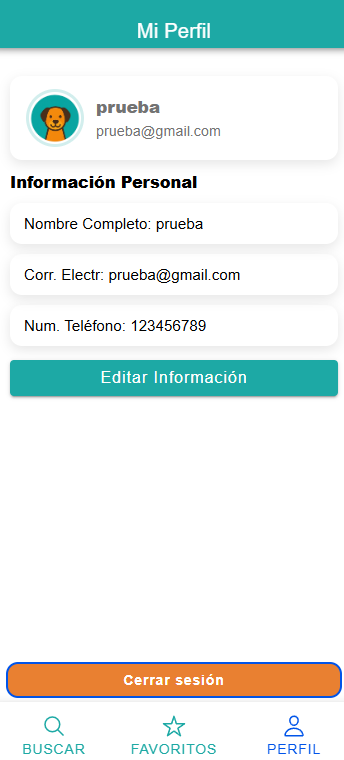 Mi Perfil
prueba
prueba@gmail.com
Información Personal
Nombre Completo: prueba
Corr. Electr: prueba@gmail.com
Num. Teléfono: 123456789
Editar Información
Cerrar sesión
BUSCAR FAVORITOS PERFIL